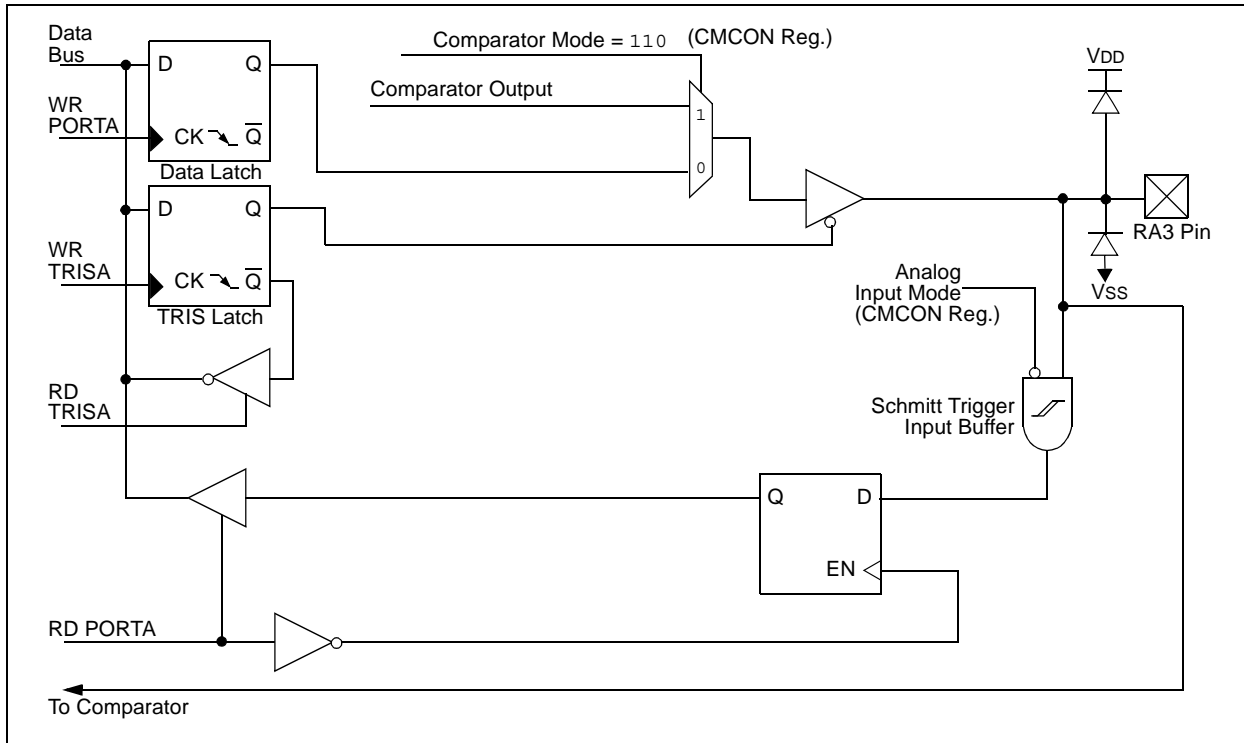 Data
Bus
D Q
WR
PORTA
CK Q
Data Latch
Comparator Mode = 110 (CMCON Reg.)
Comparator Output
1
0
VDD
RA3 Pin
VSS
D Q
WR
TRISA
CK Q
TRIS Latch
Analog
Input Mode
(CMCON Reg.)
RD
TRISA
Schmitt Trigger
Input Buffer
Q D
EN
RD PORTA
To Comparator